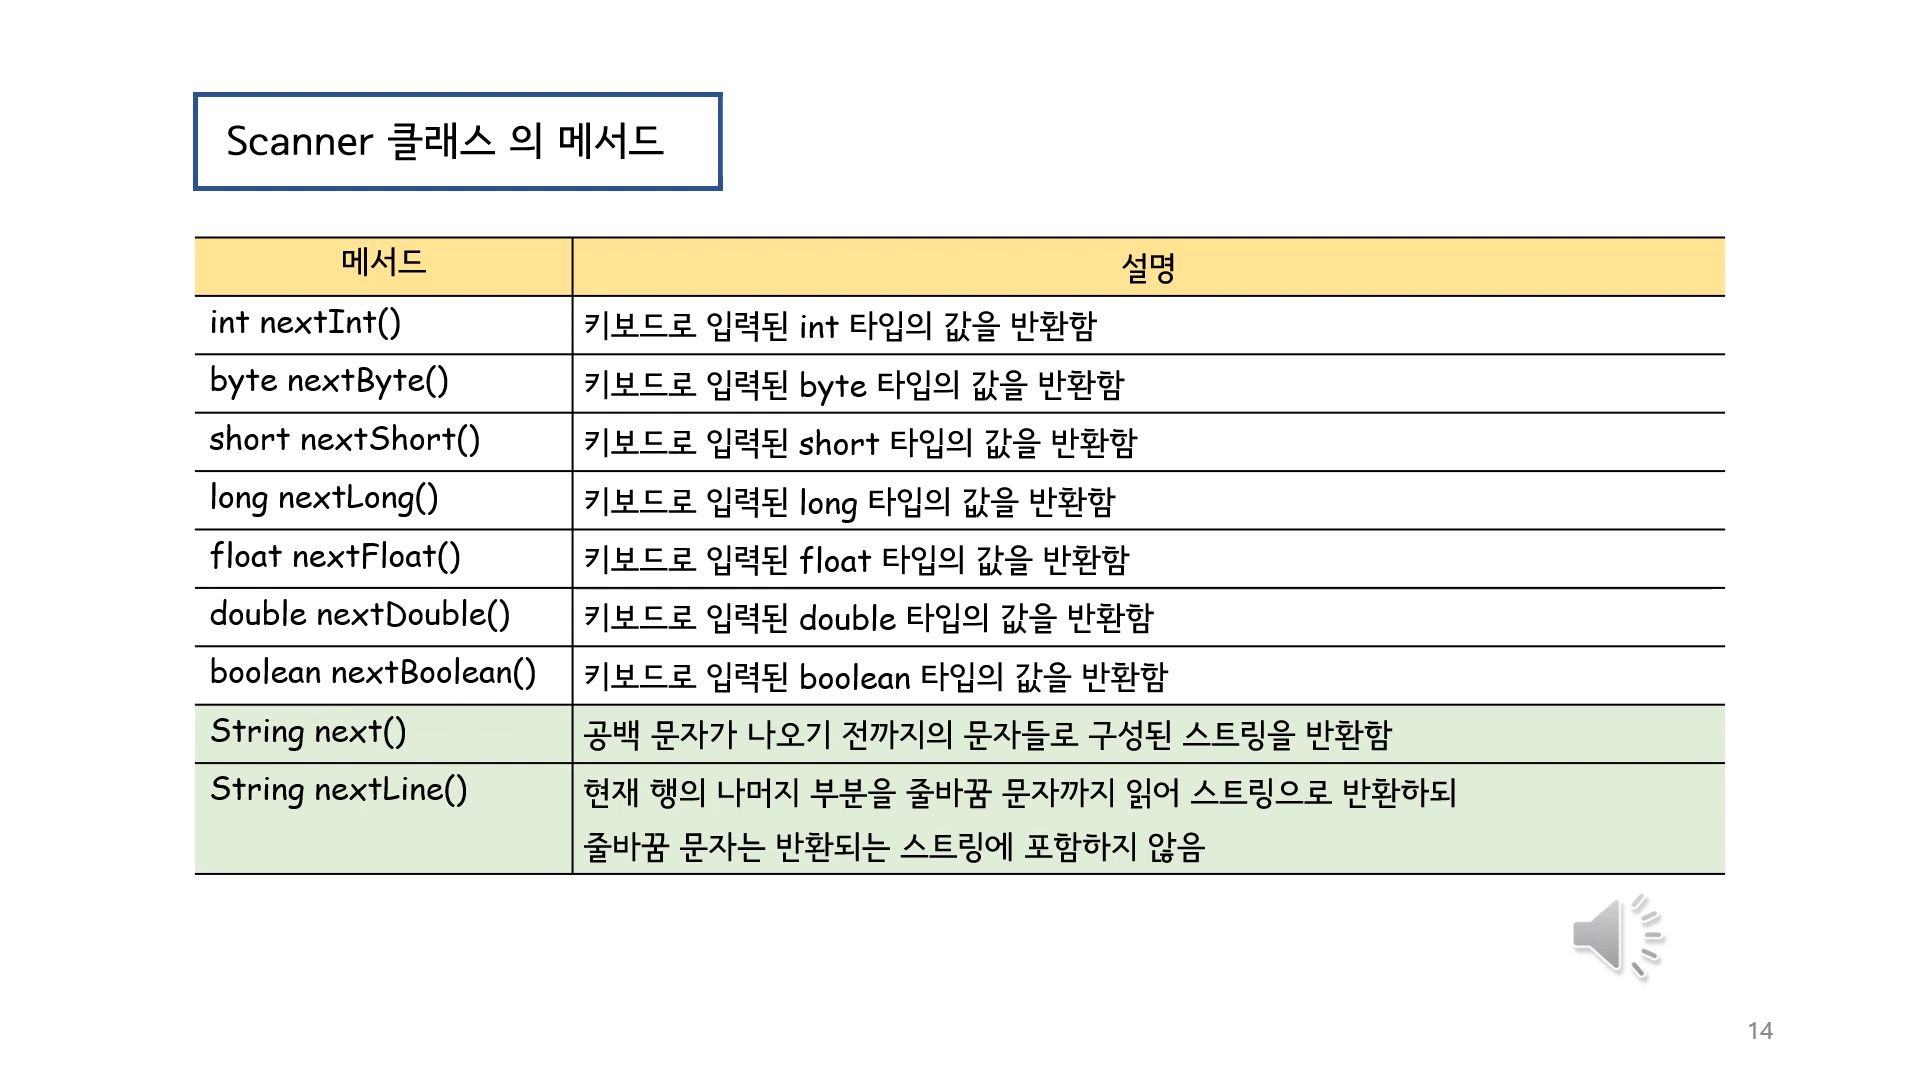 Scanner 클래스 의 메서드
메서드 설명
int nextInt() 키보드로 입력된 int 타입의 값을 반환함
byte nextByte() 키보드로 입력된 byte 타입의 값을 반환함
short nextShort() 키보드로 입력된 short 타입의 값을 반환함
long nextLong() 키보드로 입력된 long 타입의 값을 반환함
float nextFloat() 키보드로 입력된 float 타입의 값을 반환함
double nextDouble() 키보드로 입력된 double 타입의 값을 반환함
boolean nextBoolean() 키보드로 입력된 boolean 타입의 값을 반환함
String next() 공백 문자가 나오기 전까지의 문자들로 구성된 스트링을 반환함
String nextLine() 현재 행의 나머지 부분을 줄바꿈 문자까지 읽어 스트링으로 반환하되
줄바꿈 문자는 반환되는 스트링에 포함하지 않음
14